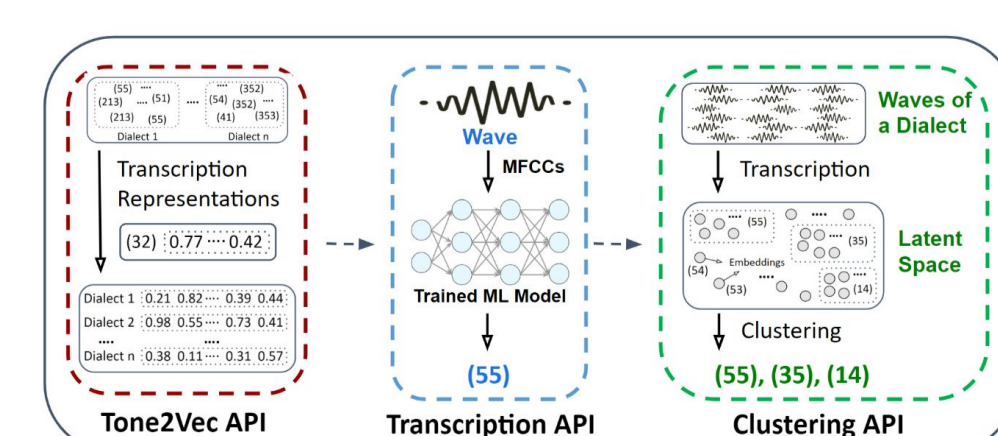 (55) ····
(213) ···· (51)
(213) (55)
Dialect 1
····
···· (352)
(54) (352) ····
(41) (353)
Dialect n
Transcription
Representations
(32) 0.77 ···· 0.42
Dialect 1 0.21 0.82 ···· 0.39 0.44
Dialect 2 0.98 0.55 ···· 0.73 0.41
···· ····
Dialect n 0.38 0.11 ···· 0.31 0.57
Tone2Vec API
Wave
MFCCs
Trained ML Model
(55)
Transcription API
Waves of
a Dialect
Transcription
···· (55)
····
···· (35)
(54)
Embeddings
(53)
····
···· (14)
Latent
Space
Clustering
(55), (35), (14)
Clustering API